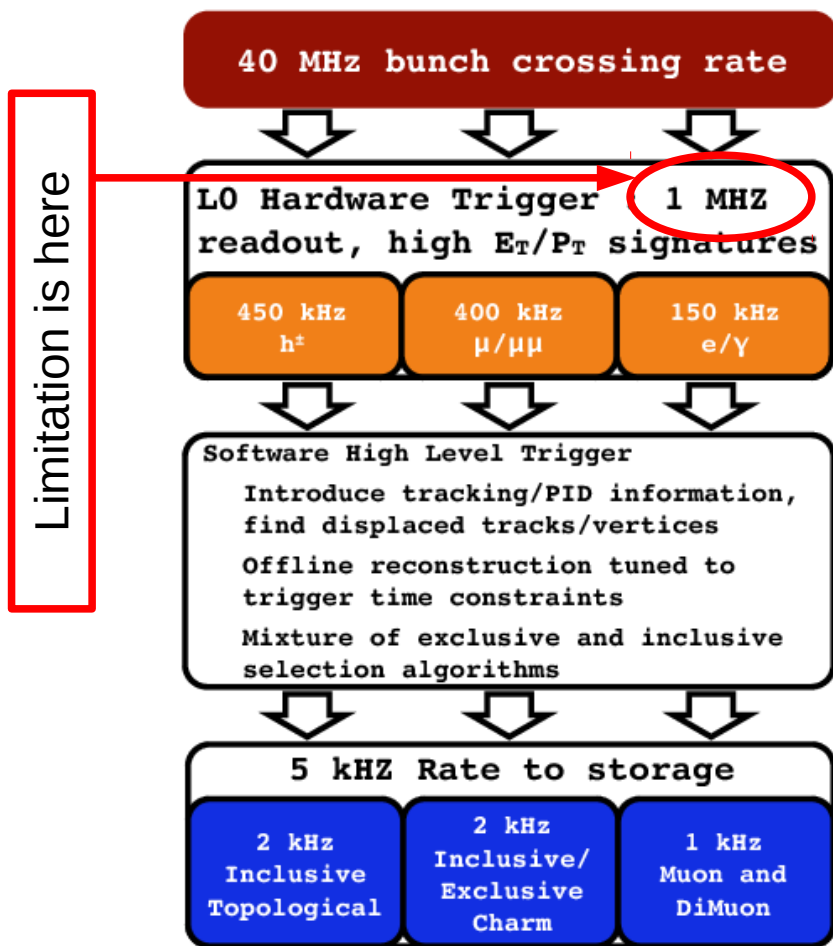 40 MHz bunch crossing rate
Limitation is here
L0 Hardware Trigger : 1 MHZ
readout, high ET/PT signatures
450 kHz
h±
400 kHz
μ/μμ
150 kHz
e/γ
Software High Level Trigger
Introduce tracking/PID information,
find displaced tracks/vertices
Offline reconstruction tuned to
trigger time constraints
Mixture of exclusive and inclusive
selection algorithms
5 kHZ Rate to storage
2 kHz
Inclusive
Topological
2 kHz
Inclusive/
Exclusive
Charm
1 kHz
Muon and
DiMuon